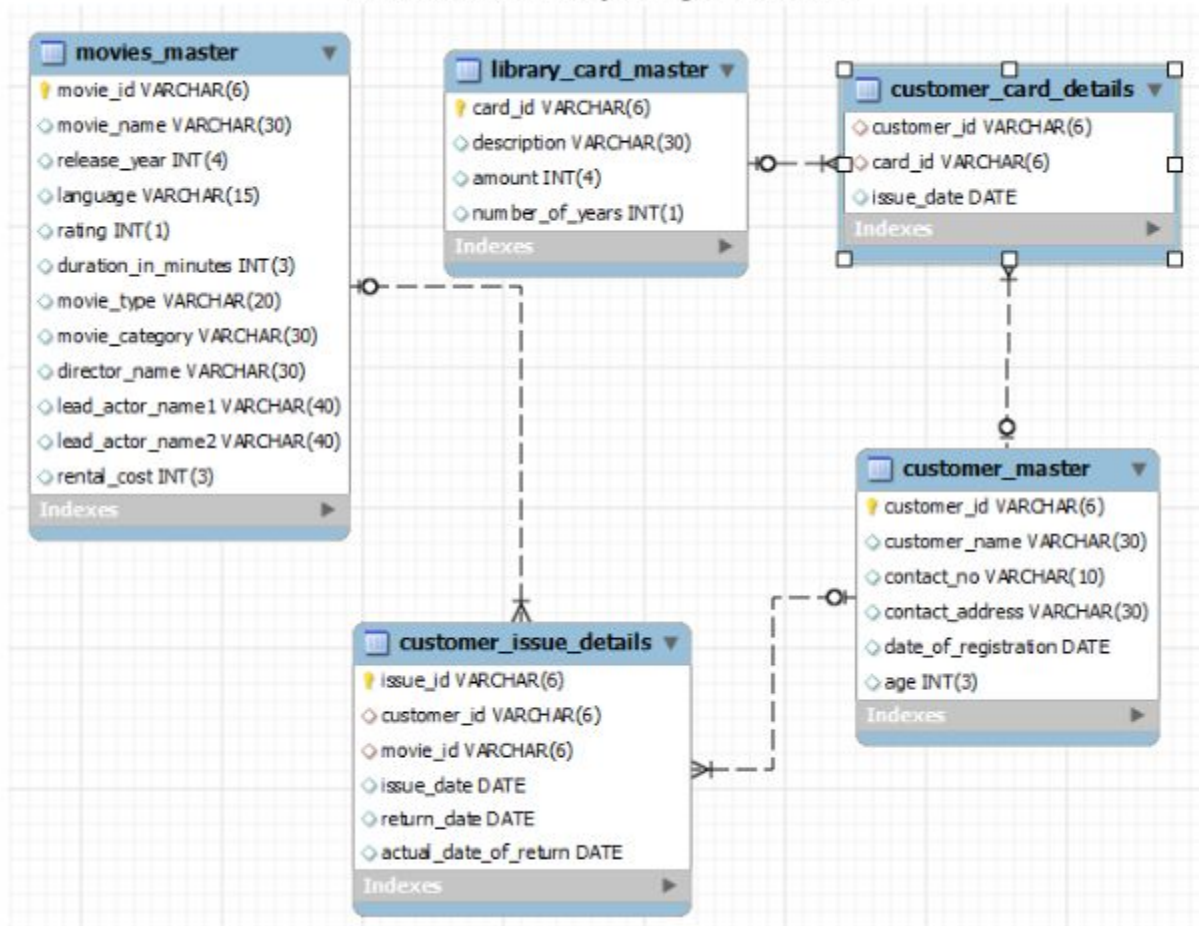 movies_master
movie_id VARCHAR(6)
movie_name VARCHAR(30)
release_year INT(4)
language VARCHAR(15)
rating INT(1)
duration_in_minutes INT(3)
movie_type VARCHAR(20)
movie_category VARCHAR(30)
director_name VARCHAR(30)
lead_actor_name1 VARCHAR(40)
lead_actor_name2 VARCHAR(40)
rental_cost INT(3)
Indexes
library_card_master
card_id VARCHAR(6)
description VARCHAR(30)
amount INT(4)
number_of_years INT(1)
Indexes
customer_card_details
customer_id VARCHAR(6)
card_id VARCHAR(6)
issue_date DATE
Indexes
customer_master
customer_id VARCHAR(6)
customer_name VARCHAR(30)
contact_no VARCHAR(10)
contact_address VARCHAR(30)
date_of_registration DATE
age INT(3)
Indexes
customer_issue_details
issue_id VARCHAR(6)
customer_id VARCHAR(6)
movie_id VARCHAR(6)
issue_date DATE
return_date DATE
actual_date_of_return DATE
Indexes